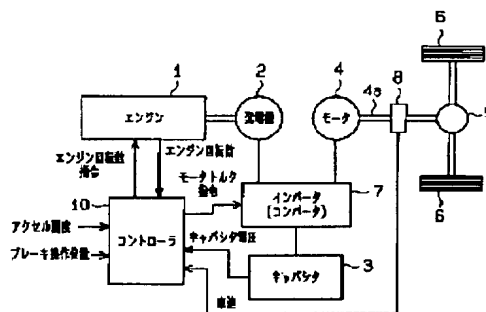 6
1
2
4
4a
8
エンジン
発電機
モータ
5
エンジン回転数
指令
エンジン回転数
モータトルク
指令
6
10
インバータ
(コンバータ)
7
アクセル開度
コントローラ
キャパシタ電圧
ブレーキ操作位置
キャパシタ
3
車速